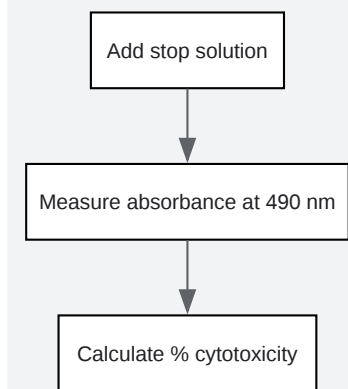 Add stop solution
Measure absorbance at 490 nm
Calculate % cytotoxicity